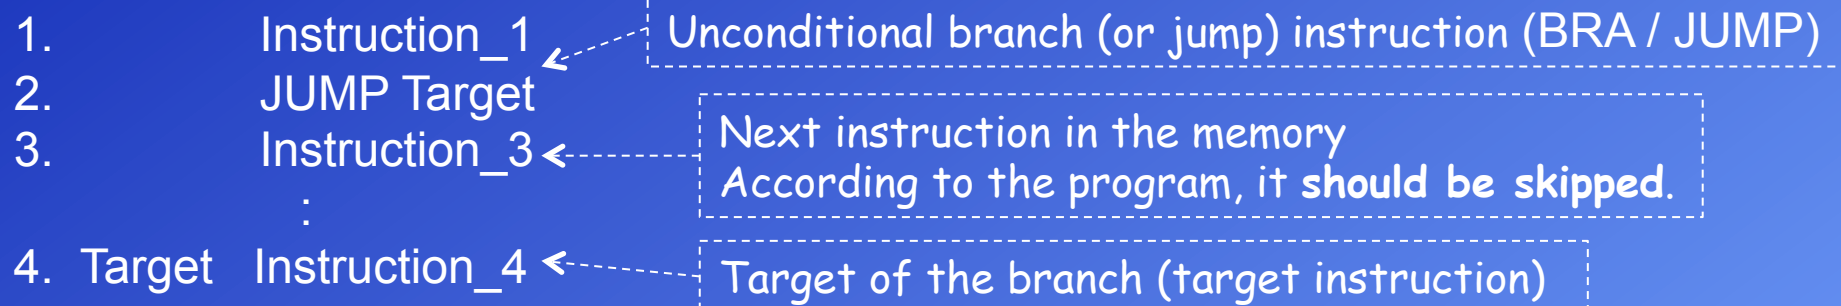 1. Instruction_1
Unconditional branch (or jump) instruction (BRA / JUMP)
2. JUMP Target
3. Instruction_3
Next instruction in the memory
According to the program, it should be skipped.
:
4. Target Instruction_4
Target of the branch (target instruction)